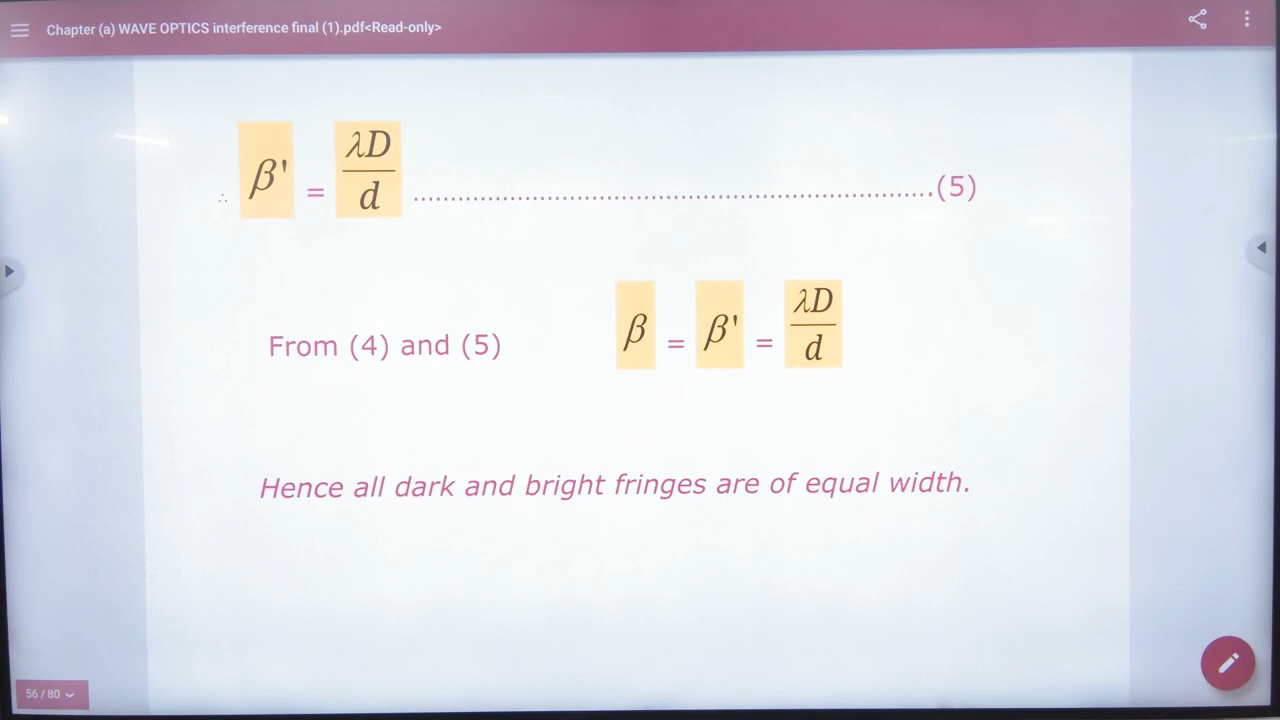 Chapter (a) WAVE OPTICS interference final (1).pdf<Read-only>
∴ β' = λD/d ........................................................................(5)
From (4) and (5) β = β' = λD/d
Hence all dark and bright fringes are of equal width.
56 / 80